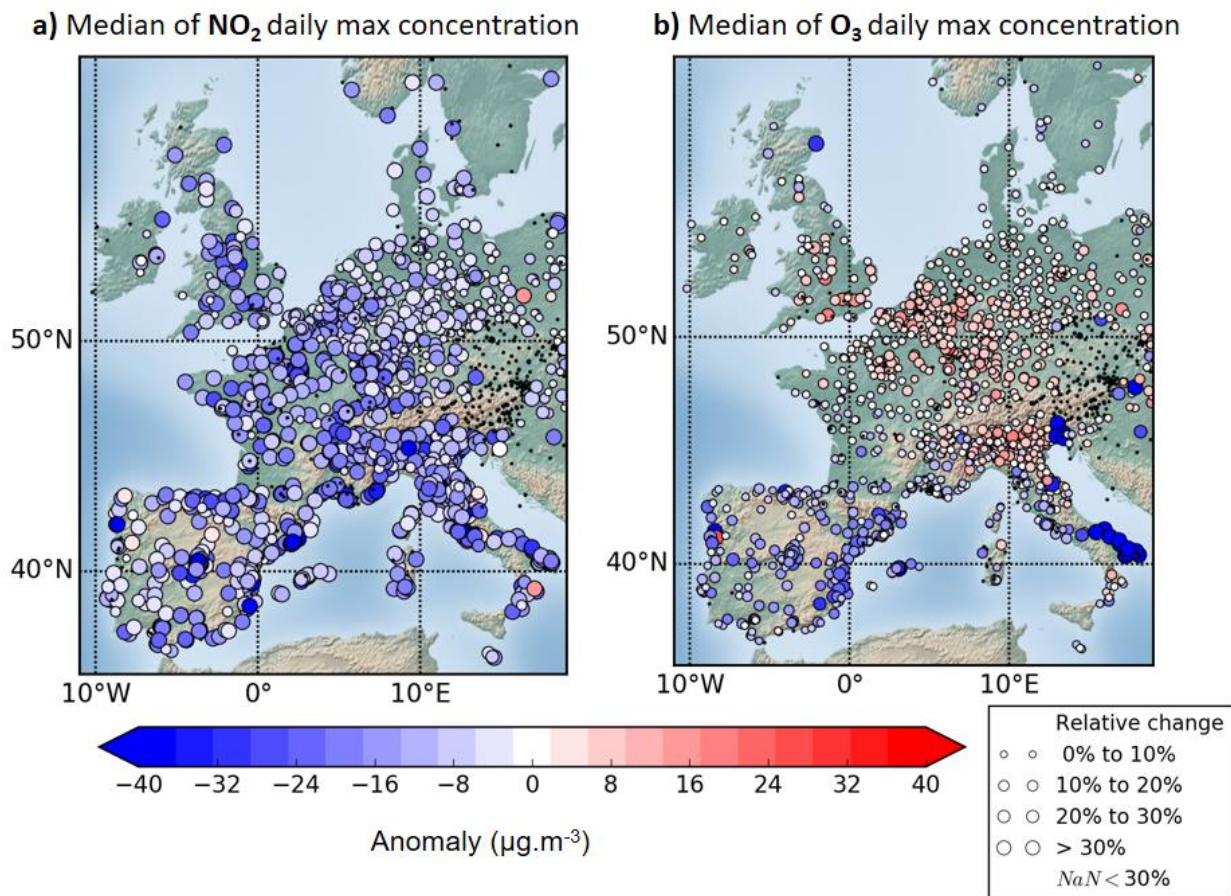 a) Median of NO₂ daily max concentration
b) Median of O₃ daily max concentration
50°N
40°N
10°W
0°
10°E
50°N
40°N
10°W
0°
10°E
−40 −32 −24 −16 −8 0 8 16 24 32 40
Anomaly (µg.m⁻³)
Relative change
0% to 10%
10% to 20%
20% to 30%
> 30%
NaN < 30%